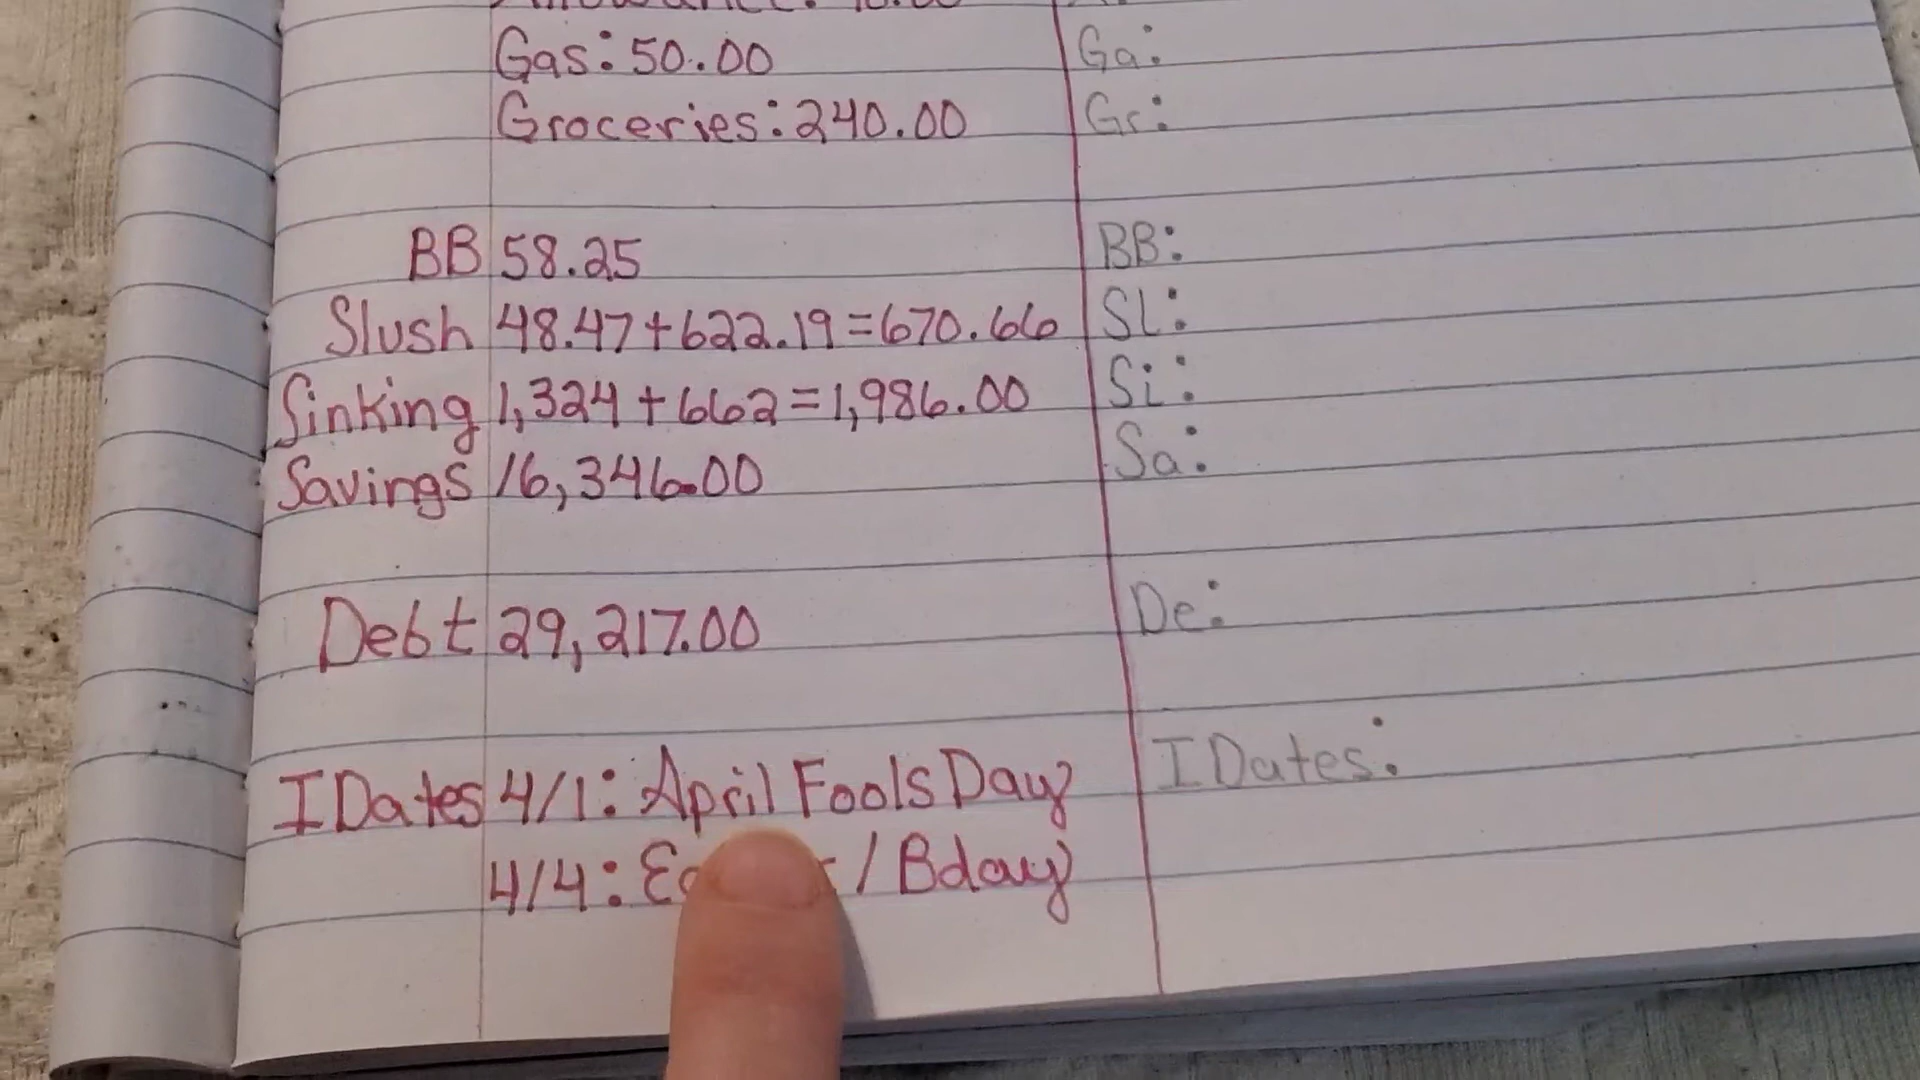 Gas: 50.00
Groceries: 240.00
BB 58.25
Slush 48.47+622.19=670.66
Sinking 1,324+662=1,986.00
Savings 16,346.00
Debt 29,217.00
IDates 4/1: April Fools Day
4/4: / Bday
Ga:
Gr:
BB:
SL:
Si:
Sa:
De:
IDates: